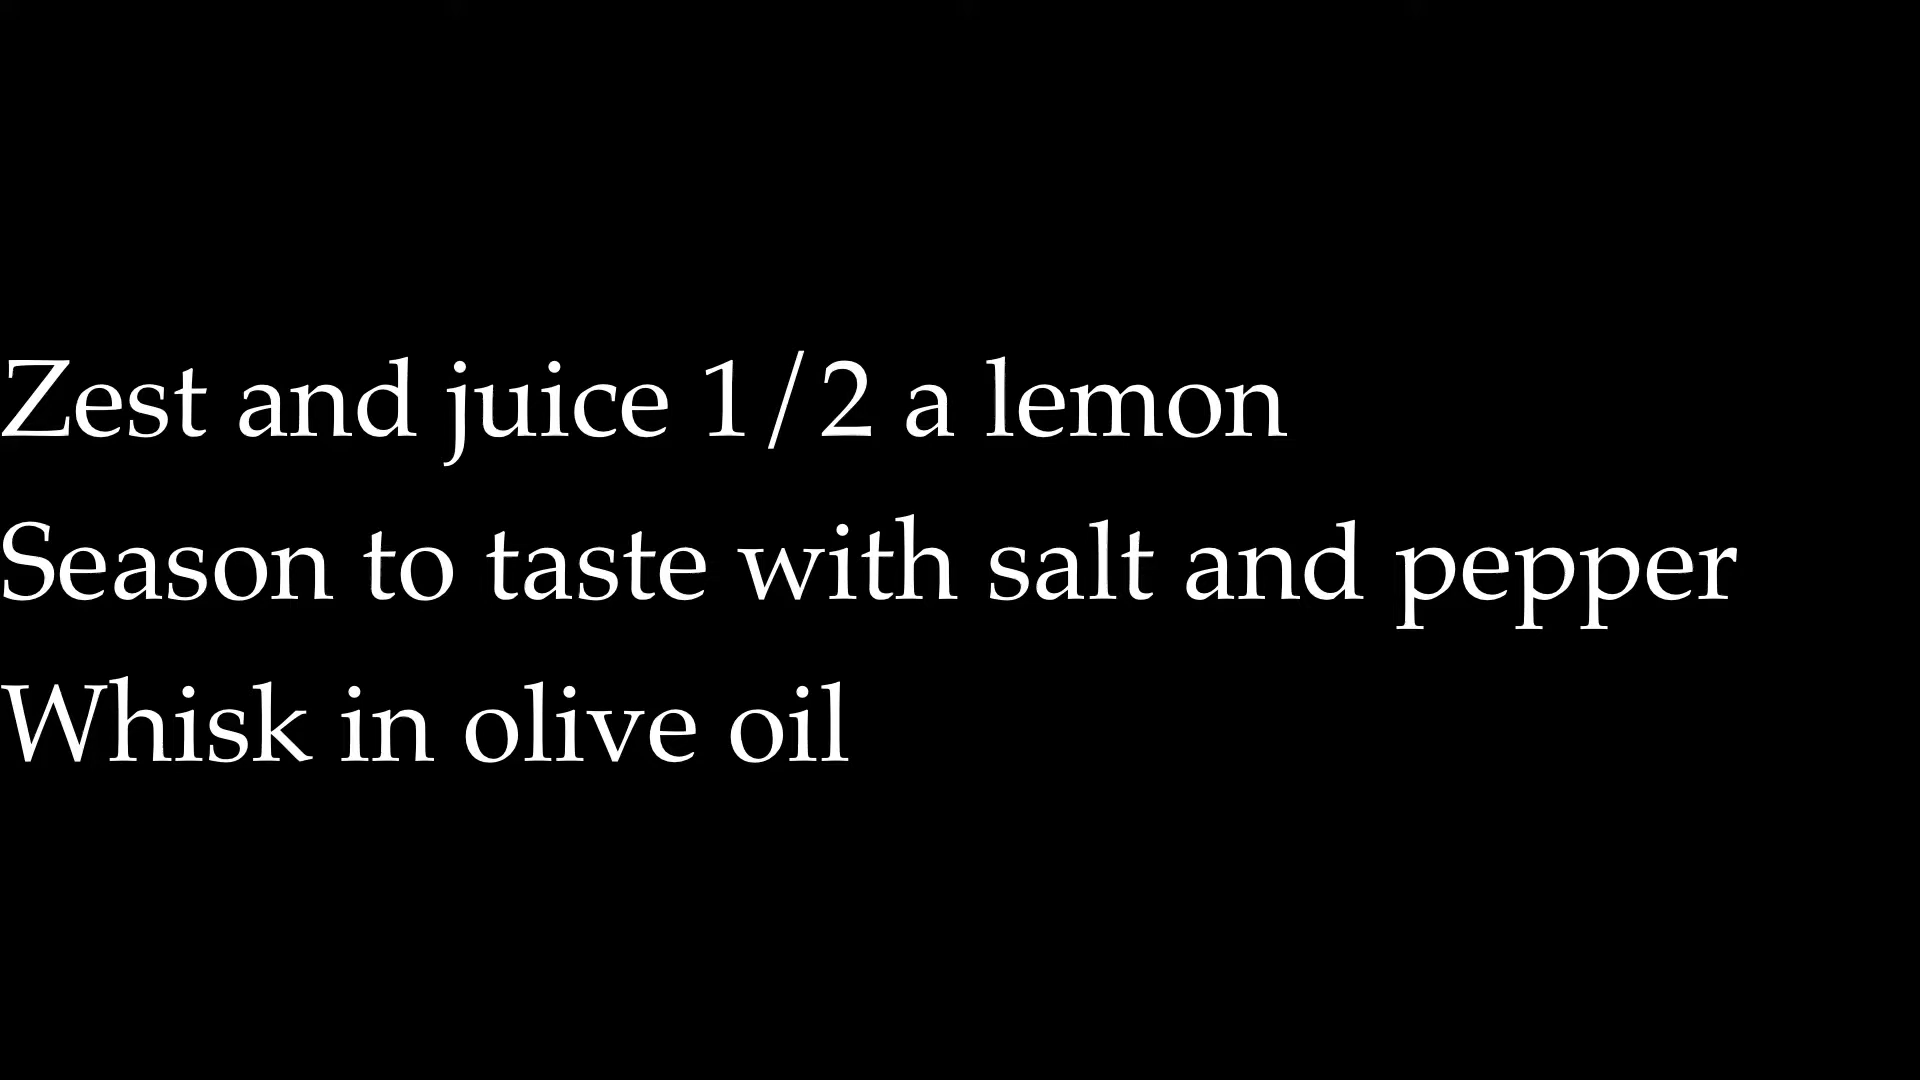 Zest and juice 1/2 a lemon
Season to taste with salt and pepper
Whisk in olive oil